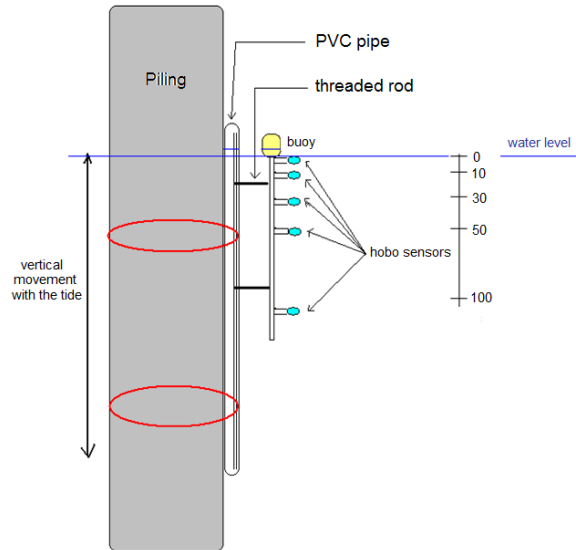 PVC pipe
Piling
threaded rod
buoy
water level
0
10
30
50
hobo sensors
vertical
movement
with the tide
100